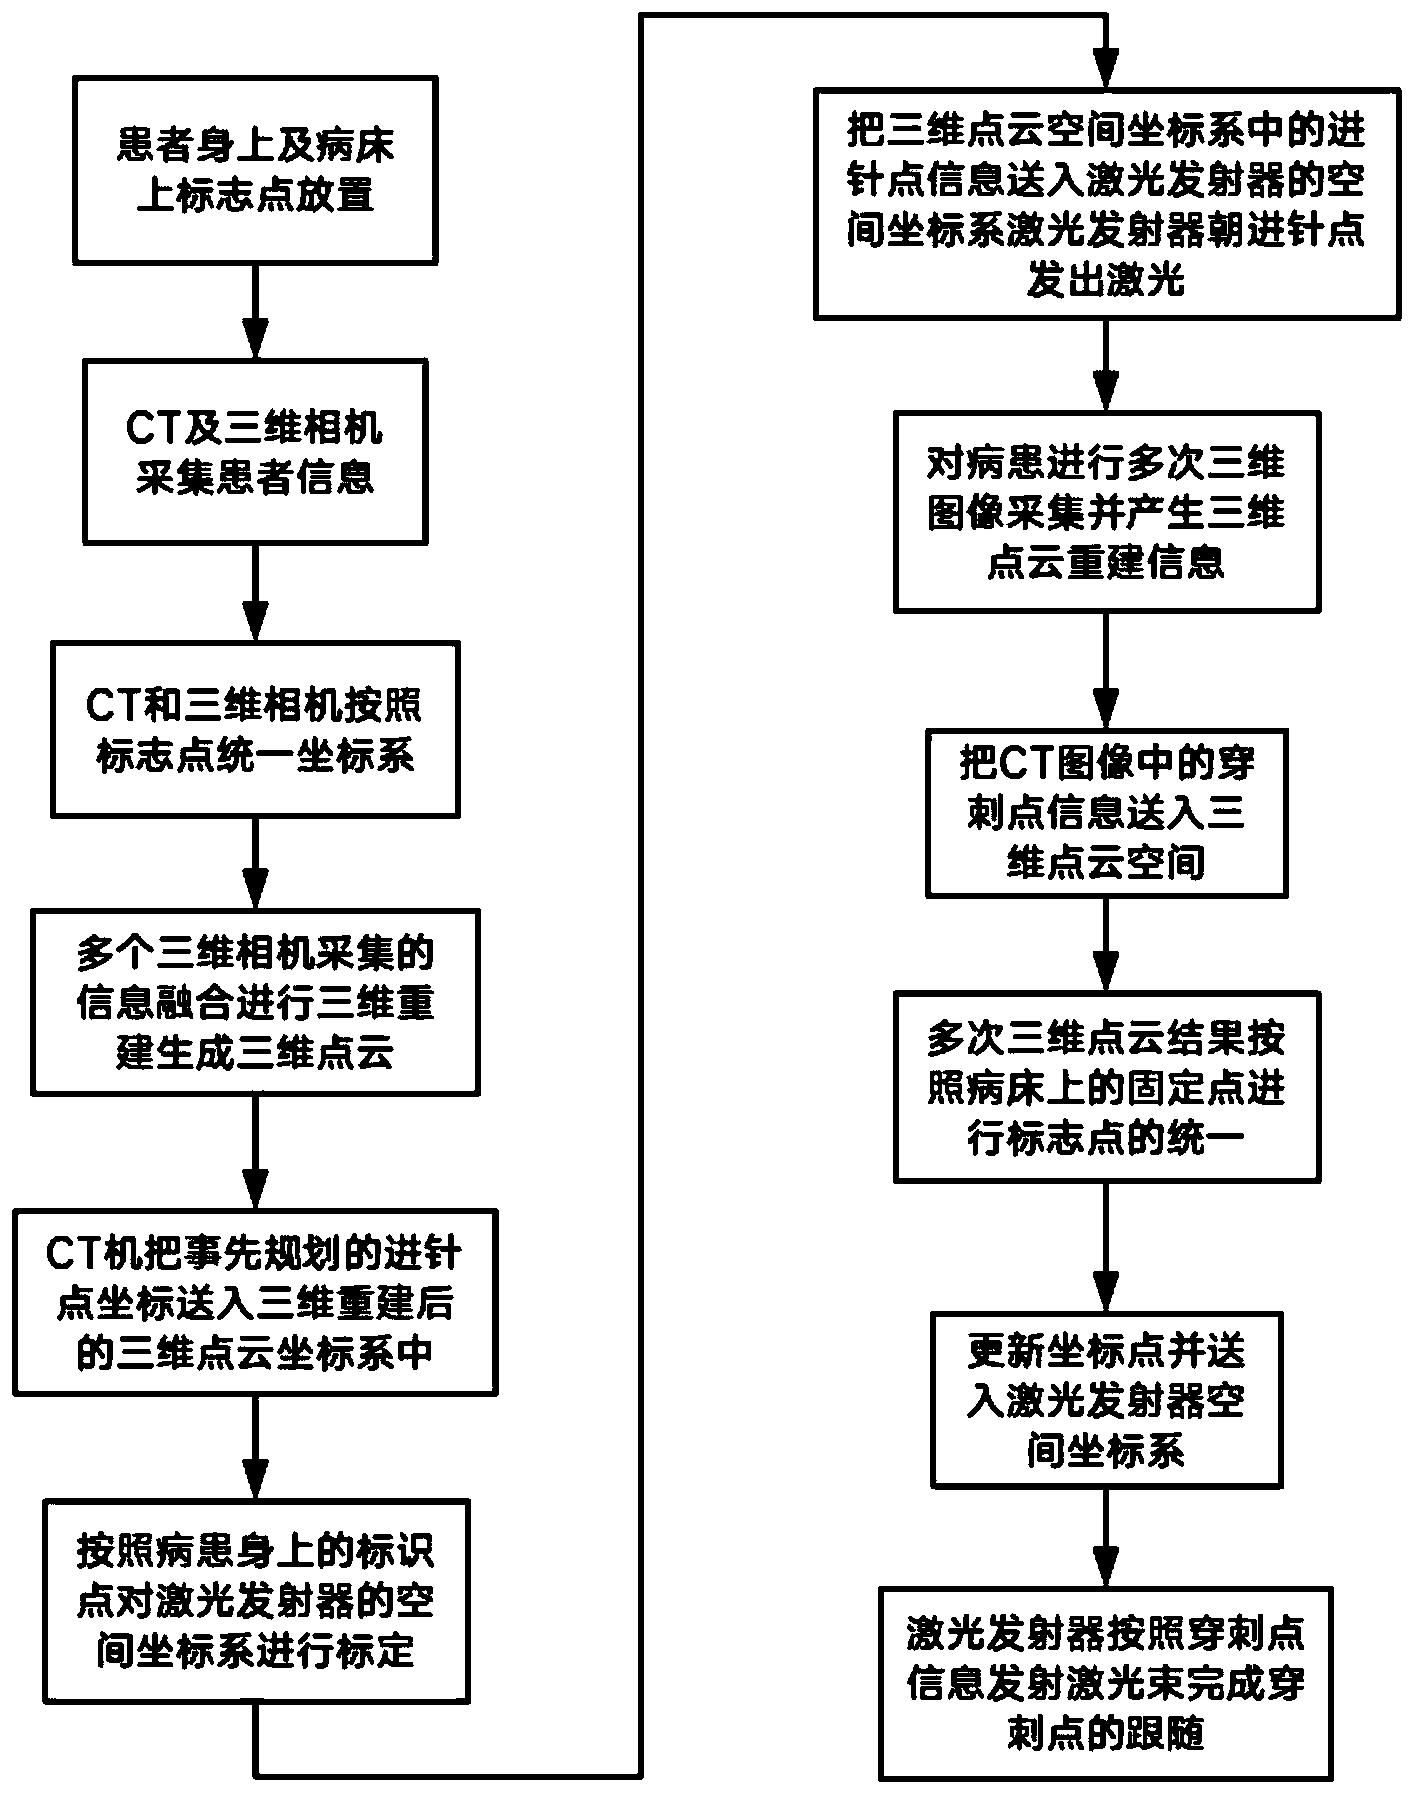 患者身上及病床
上标志点放置
CT及三维相机
采集患者信息
CT和三维相机按照
标志点统一坐标系
多个三维相机采集的
信息融合进行三维重
建生成三维点云
CT机把事先规划的进针
点坐标送入三维重建后
的三维点云坐标系中
按照病患身上的标识
点对激光发射器的空
间坐标系进行标定
把三维点云空间坐标系中的进
针点信息送入激光发射器的空
间坐标系激光发射器朝进针点
发出激光
对病患进行多次三维
图像采集并产生三维
点云重建信息
把CT图像中的穿
刺点信息送入三
维点云空间
多次三维点云结果按
照病床上的固定点进
行标志点的统一
更新坐标点并送
入激光发射器空
间坐标系
激光发射器按照穿刺点
信息发射激光束完成穿
刺点的跟随